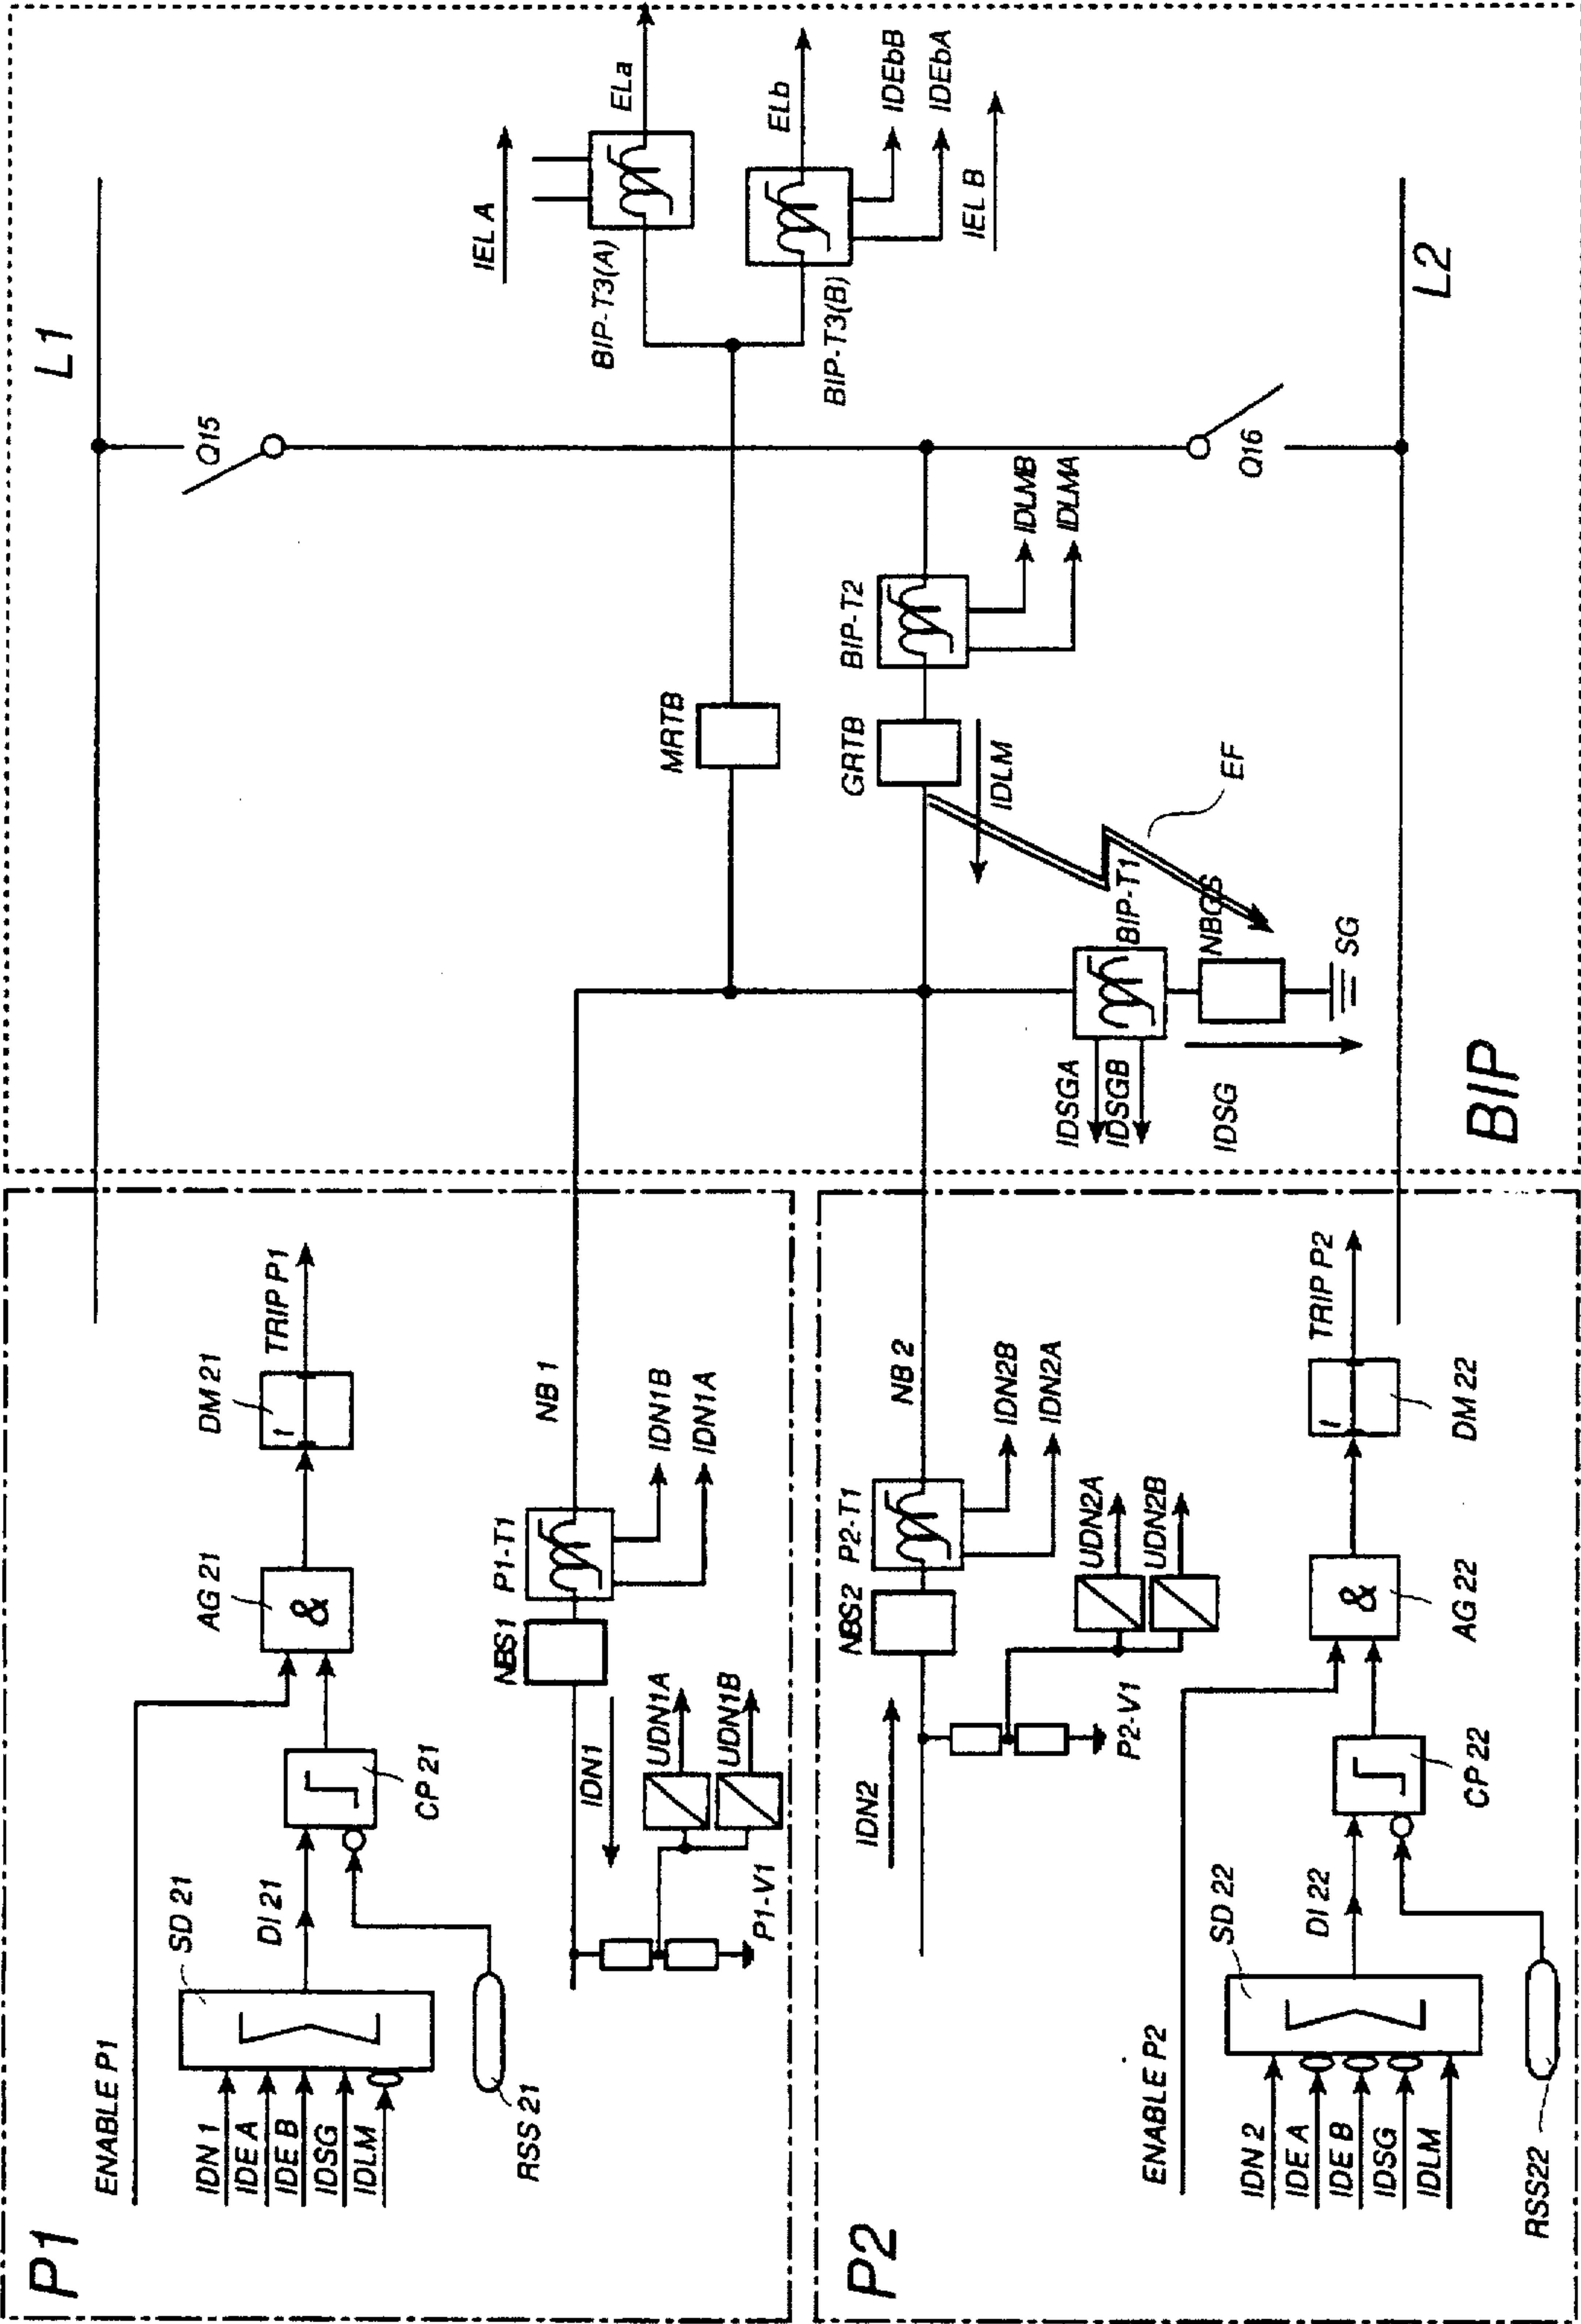 P1
ENABLE P1
IDN 1
IDE A
IDE B
IDSG
IDLM
SD 21
DI 21
RSS 21
CP 21
AG 21
&
DM 21
t
TRIP P1
IDN1
NBS1
P1-T1
NB 1
IDN1B
IDN1A
UDN1A
UDN1B
P1-V1
P2
IDN2
NBS2
P2-T1
NB 2
IDN2B
IDN2A
UDN2A
UDN2B
P2-V1
ENABLE P2
IDN 2
IDE A
IDE B
IDSG
IDLM
SD 22
DI 22
RSS22
CP 22
AG 22
&
DM 22
t
TRIP P2
L1
Q15
IEL A
ELa
BIP-T3(A)
ELb
BIP-T3(B)
IDEbB
IDEbA
IEL B
MRTB
GRTB
BIP-T2
IDLMB
IDLMA
IDLM
EF
Q16
L2
BIP-T1
NBGS
SG
IDSGA
IDSGB
IDSG
BIP